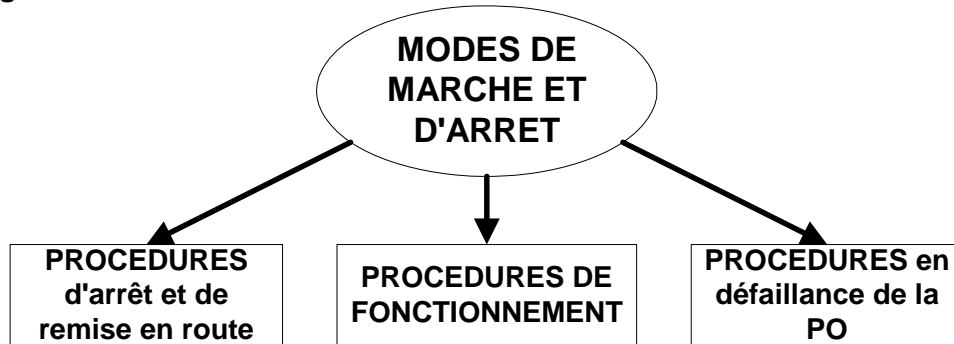 MODES DE
MARCHE ET
D'ARRET
PROCEDURES
d'arrêt et de
remise en route
PROCEDURES DE
FONCTIONNEMENT
PROCEDURES en
défaillance de la
PO